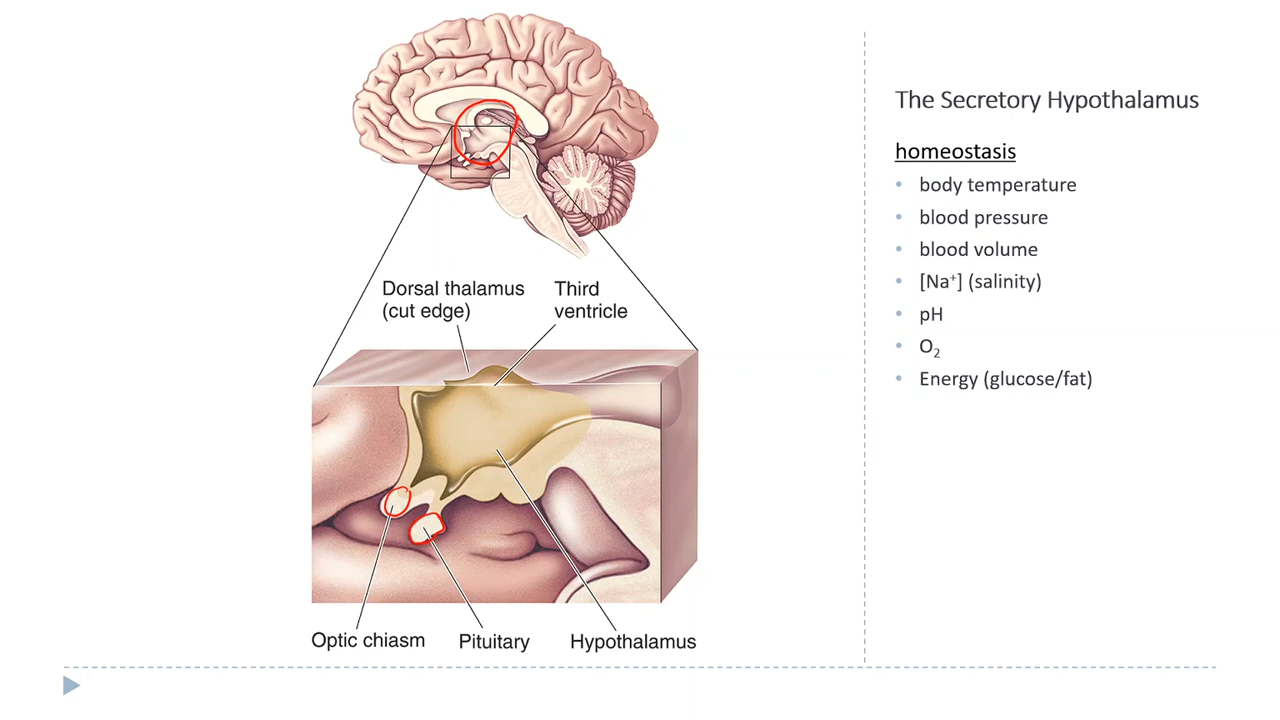 The Secretory Hypothalamus
homeostasis
• body temperature
• blood pressure
• blood volume
• [Na⁺] (salinity)
• pH
• O₂
• Energy (glucose/fat)
Dorsal thalamus
(cut edge)
Third
ventricle
Optic chiasm
Pituitary
Hypothalamus